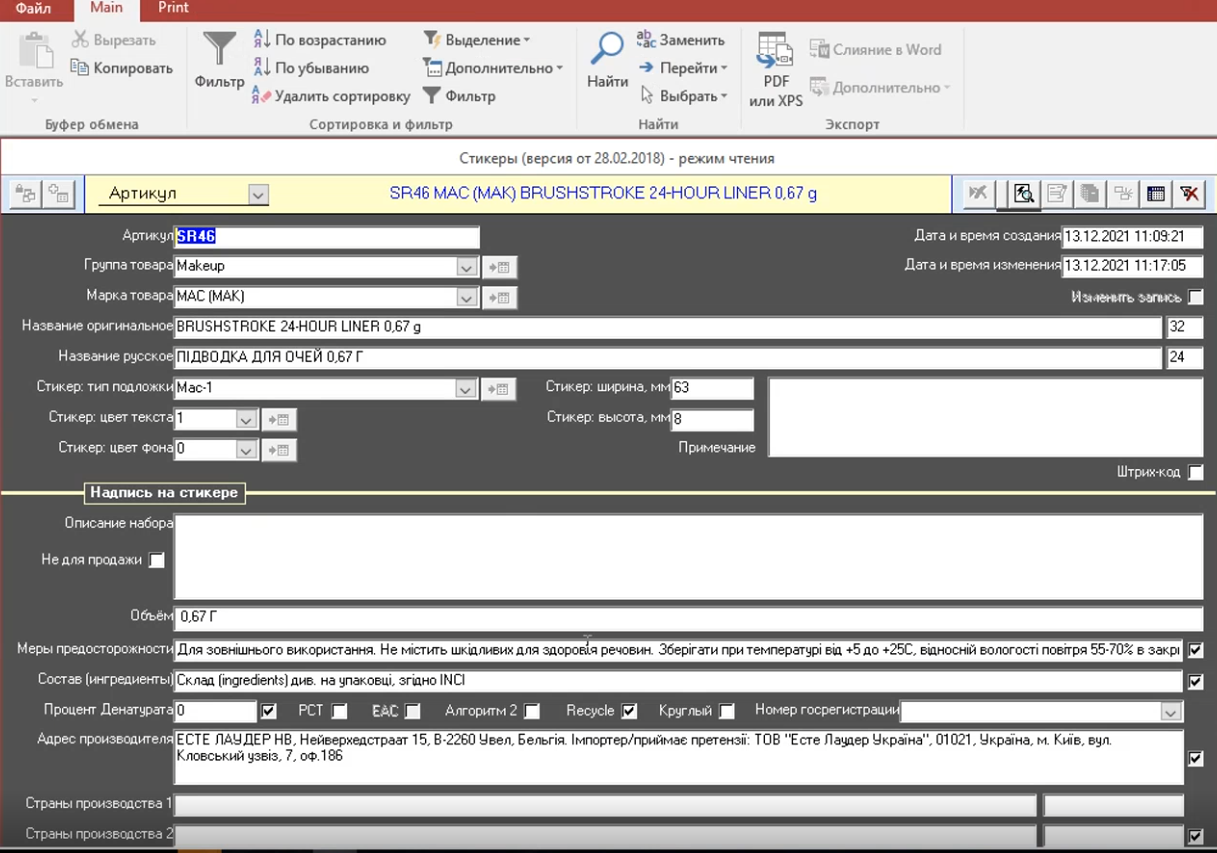 Файл Main Print
Вставить
Вырезать
Копировать
Буфер обмена
Фильтр
По возрастанию
По убыванию
Удалить сортировку
Выделение
Дополнительно
Фильтр
Сортировка и фильтр
Найти
Заменить
Перейти
Выбрать
Найти
PDF
или XPS
Слияние в Word
Дополнительно
Экспорт
Стикеры (версия от 28.02.2018) - режим чтения
Артикул SR46 MAC (MAK) BRUSHSTROKE 24-HOUR LINER 0,67 g
Артикул SR46 Дата и время создания 13.12.2021 11:09:21
Группа товара Makeup Дата и время изменения 13.12.2021 11:17:05
Марка товара MAC (MAK) Изменить запись
Название оригинальное BRUSHSTROKE 24-HOUR LINER 0,67 g 32
Название русское ПІДВОДКА ДЛЯ ОЧЕЙ 0,67 Г 24
Стикер: тип подложки Mac-1 Стикер: ширина, мм 63
Стикер: цвет текста 1 Стикер: высота, мм 8
Стикер: цвет фона 0 Примечание
Штрих-код
Надпись на стикере
Описание набора
Не для продажи
Объём 0,67 Г
Меры предосторожности Для зовнішнього використання. Не містить шкідливих для здоров'я речовин. Зберігати при температурі від +5 до +25С, відносній вологості повітря 55-70% в закрі
Состав (ингредиенты) Склад (ingredients) див. на упаковці, згідно INCI
Процент Денатурата 0 РСТ ЕАС Алгоритм 2 Recycle Круглый Номер госрегистрации
Адрес производителя ЕСТЕ ЛАУДЕР НВ, Нейверхедстраат 15, В-2260 Увел, Бельгія. Імпортер/приймає претензії: ТОВ "Есте Лаудер Україна", 01021, Україна, м. Київ, вул.
Кловський узвіз, 7, оф.186
Страны производства 1
Страны производства 2